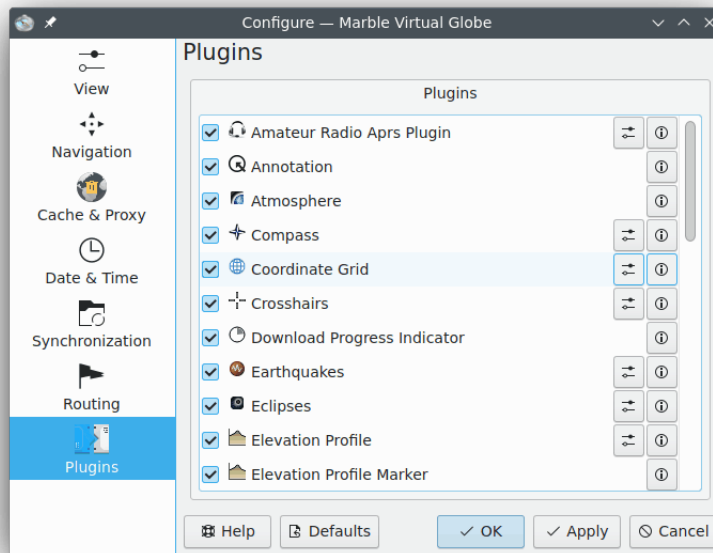 Configure — Marble Virtual Globe
View
Navigation
Cache & Proxy
Date & Time
Synchronization
Routing
Plugins
Plugins
Plugins
Amateur Radio Aprs Plugin
Annotation
Atmosphere
Compass
Coordinate Grid
Crosshairs
Download Progress Indicator
Earthquakes
Eclipses
Elevation Profile
Elevation Profile Marker
Help
Defaults
OK
Apply
Cancel